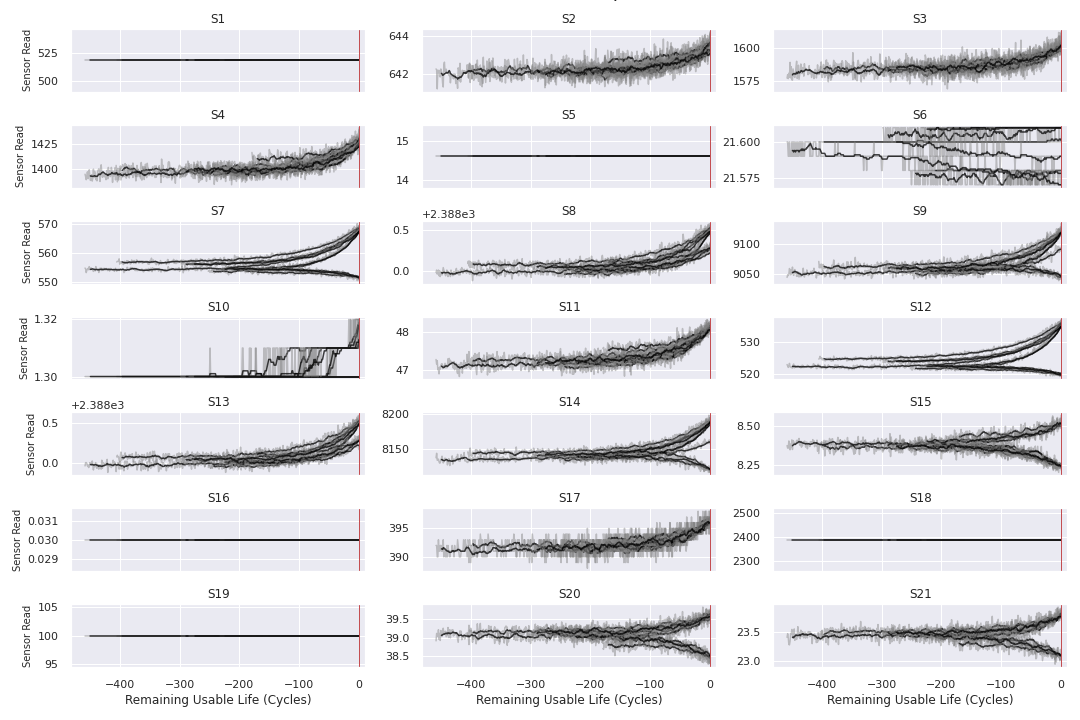 S1
S2
S3
Sensor Read
525
500
644
642
1600
1575
S4
S5
S6
Sensor Read
1425
1400
15
14
21.600
21.575
S7
S8
S9
Sensor Read
570
560
550
+2.388e3
0.5
0.0
9100
9050
S10
S11
S12
Sensor Read
1.32
1.30
48
47
530
520
S13
S14
S15
Sensor Read
+2.388e3
0.5
0.0
8200
8150
8.50
8.25
S16
S17
S18
Sensor Read
0.031
0.030
0.029
395
390
2500
2400
2300
S19
S20
S21
Sensor Read
105
100
95
39.5
39.0
38.5
23.5
23.0
−400 −300 −200 −100 0
−400 −300 −200 −100 0
−400 −300 −200 −100 0
Remaining Usable Life (Cycles)
Remaining Usable Life (Cycles)
Remaining Usable Life (Cycles)